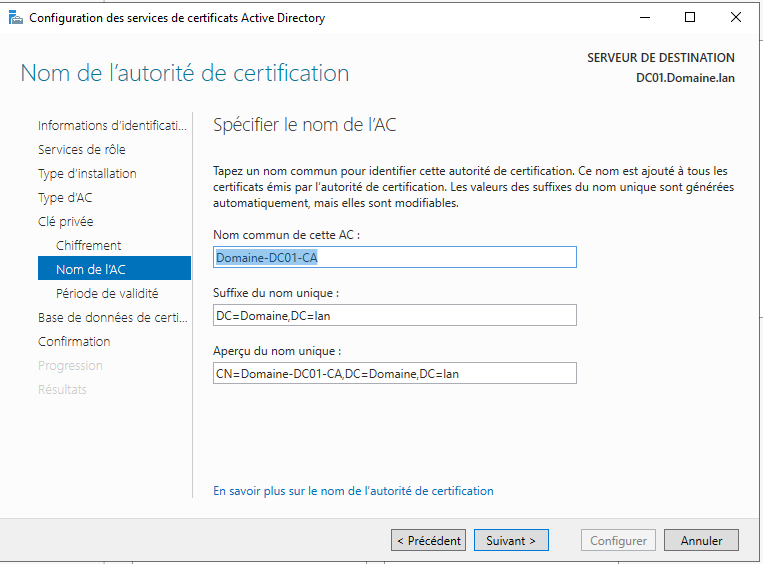 Configuration des services de certificats Active Directory
Nom de l'autorité de certification
SERVEUR DE DESTINATION
DC01.Domaine.lan
Informations d'identificati...
Services de rôle
Type d'installation
Type d'AC
Clé privée
Chiffrement
Nom de l'AC
Période de validité
Base de données de certi...
Confirmation
Progression
Résultats
Spécifier le nom de l'AC
Tapez un nom commun pour identifier cette autorité de certification. Ce nom est ajouté à tous les
certificats émis par l'autorité de certification. Les valeurs des suffixes du nom unique sont générées
automatiquement, mais elles sont modifiables.
Nom commun de cette AC :
Domaine-DC01-CA
Suffixe du nom unique :
DC=Domaine,DC=lan
Aperçu du nom unique :
CN=Domaine-DC01-CA,DC=Domaine,DC=lan
En savoir plus sur le nom de l'autorité de certification
< Précédent
Suivant >
Configurer
Annuler